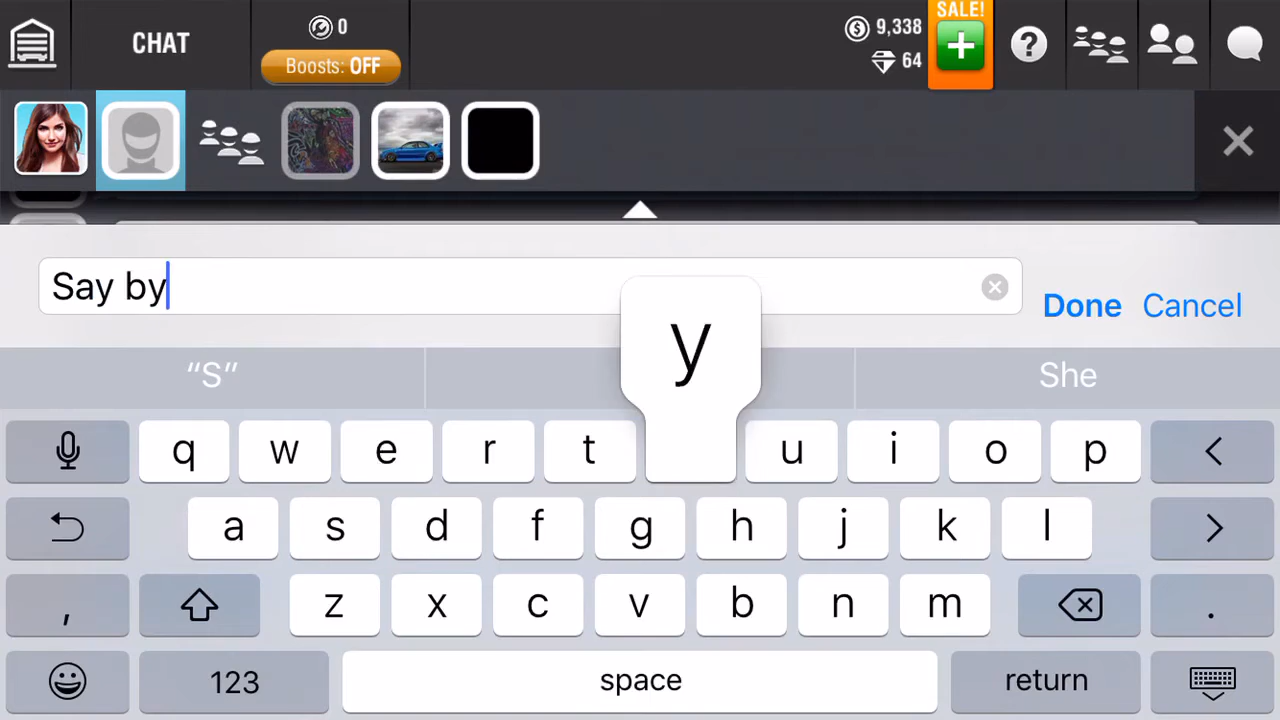 CHAT
0
Boosts: OFF
9,338
64
SALE!
+
?
Say by
Done
Cancel
“S”
She
y
q w e r t u i o p
a s d f g h j k l
, z x c v b n m .
123
space
return